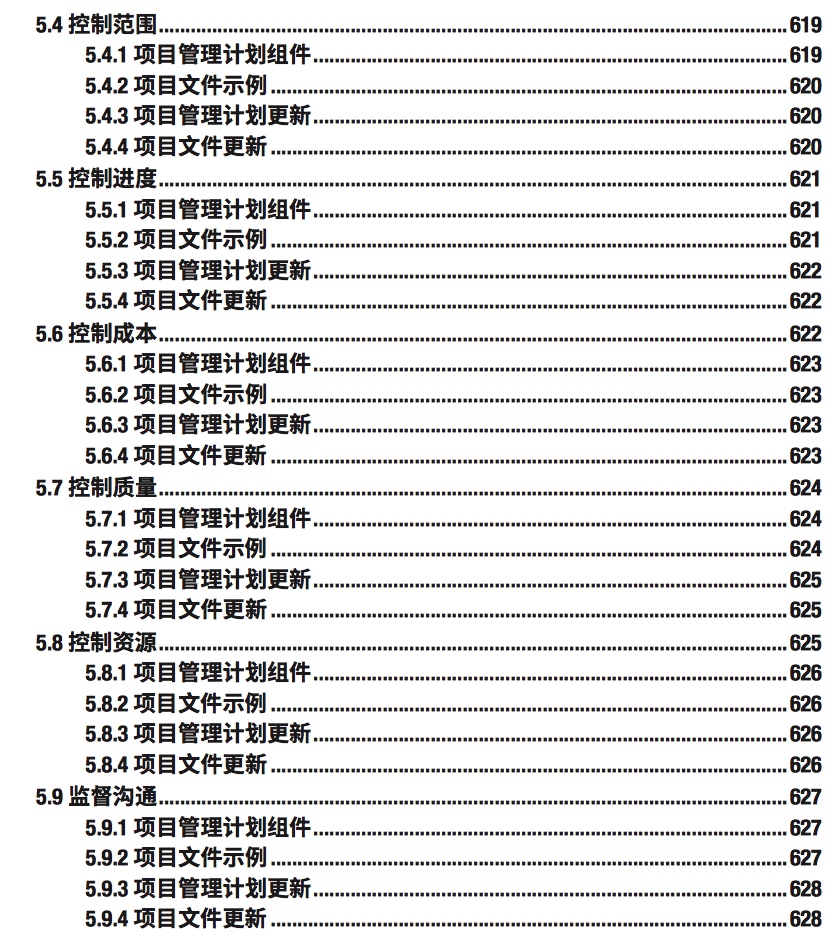 5.4 控制范围................................619
5.4.1 项目管理计划组件................................619
5.4.2 项目文件示例................................620
5.4.3 项目管理计划更新................................620
5.4.4 项目文件更新................................620
5.5 控制进度................................621
5.5.1 项目管理计划组件................................621
5.5.2 项目文件示例................................621
5.5.3 项目管理计划更新................................622
5.5.4 项目文件更新................................622
5.6 控制成本................................622
5.6.1 项目管理计划组件................................623
5.6.2 项目文件示例................................623
5.6.3 项目管理计划更新................................623
5.6.4 项目文件更新................................623
5.7 控制质量................................624
5.7.1 项目管理计划组件................................624
5.7.2 项目文件示例................................624
5.7.3 项目管理计划更新................................625
5.7.4 项目文件更新................................625
5.8 控制资源................................625
5.8.1 项目管理计划组件................................626
5.8.2 项目文件示例................................626
5.8.3 项目管理计划更新................................626
5.8.4 项目文件更新................................626
5.9 监督沟通................................627
5.9.1 项目管理计划组件................................627
5.9.2 项目文件示例................................627
5.9.3 项目管理计划更新................................628
5.9.4 项目文件更新................................628